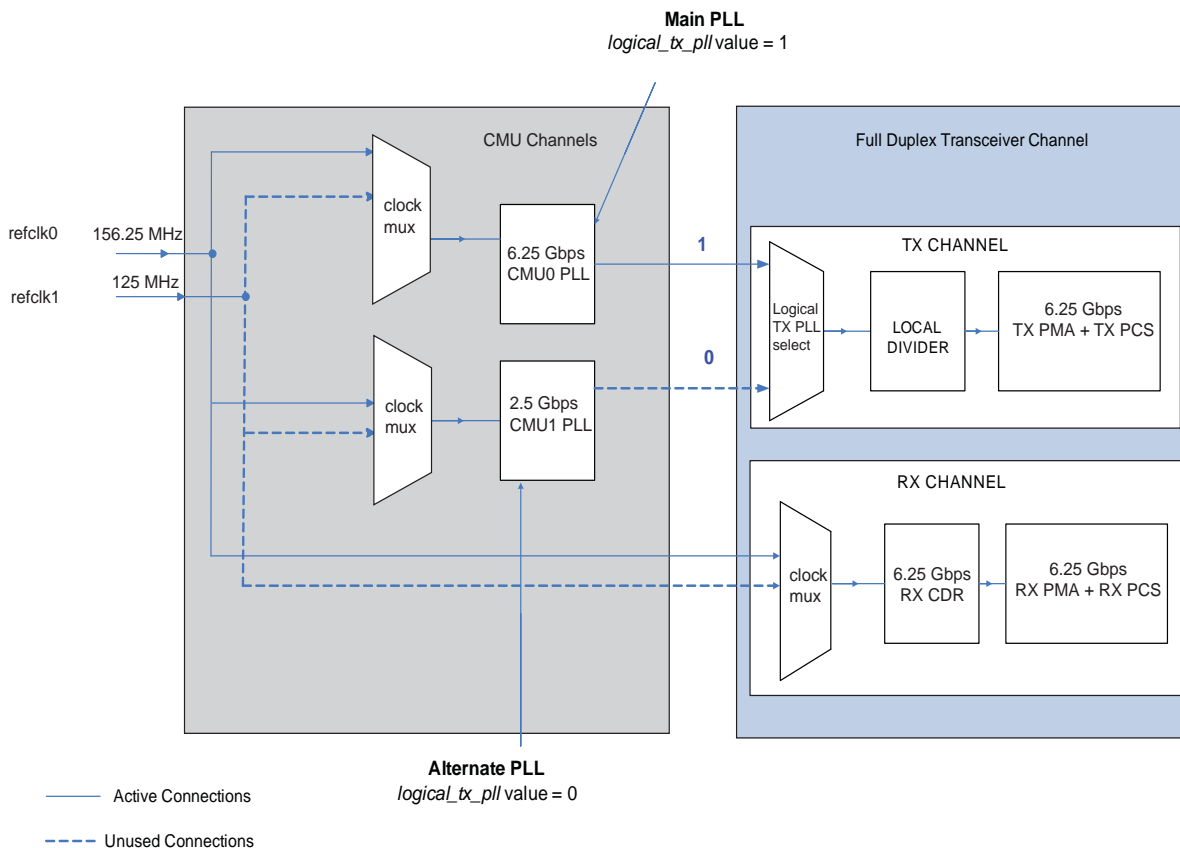 Main PLL
logical_tx_pll value = 1
CMU Channels
Full Duplex Transceiver Channel
clock
mux
refclk0
156.25 MHz
6.25 Gbps
CMU0 PLL
1
TX CHANNEL
refclk1
125 MHz
Logical
TX PLL
select
LOCAL
DIVIDER
6.25 Gbps
TX PMA + TX PCS
0
clock
mux
2.5 Gbps
CMU1 PLL
RX CHANNEL
clock
mux
6.25 Gbps
RX CDR
6.25 Gbps
RX PMA + RX PCS
Alternate PLL
logical_tx_pll value = 0
Active Connections
Unused Connections